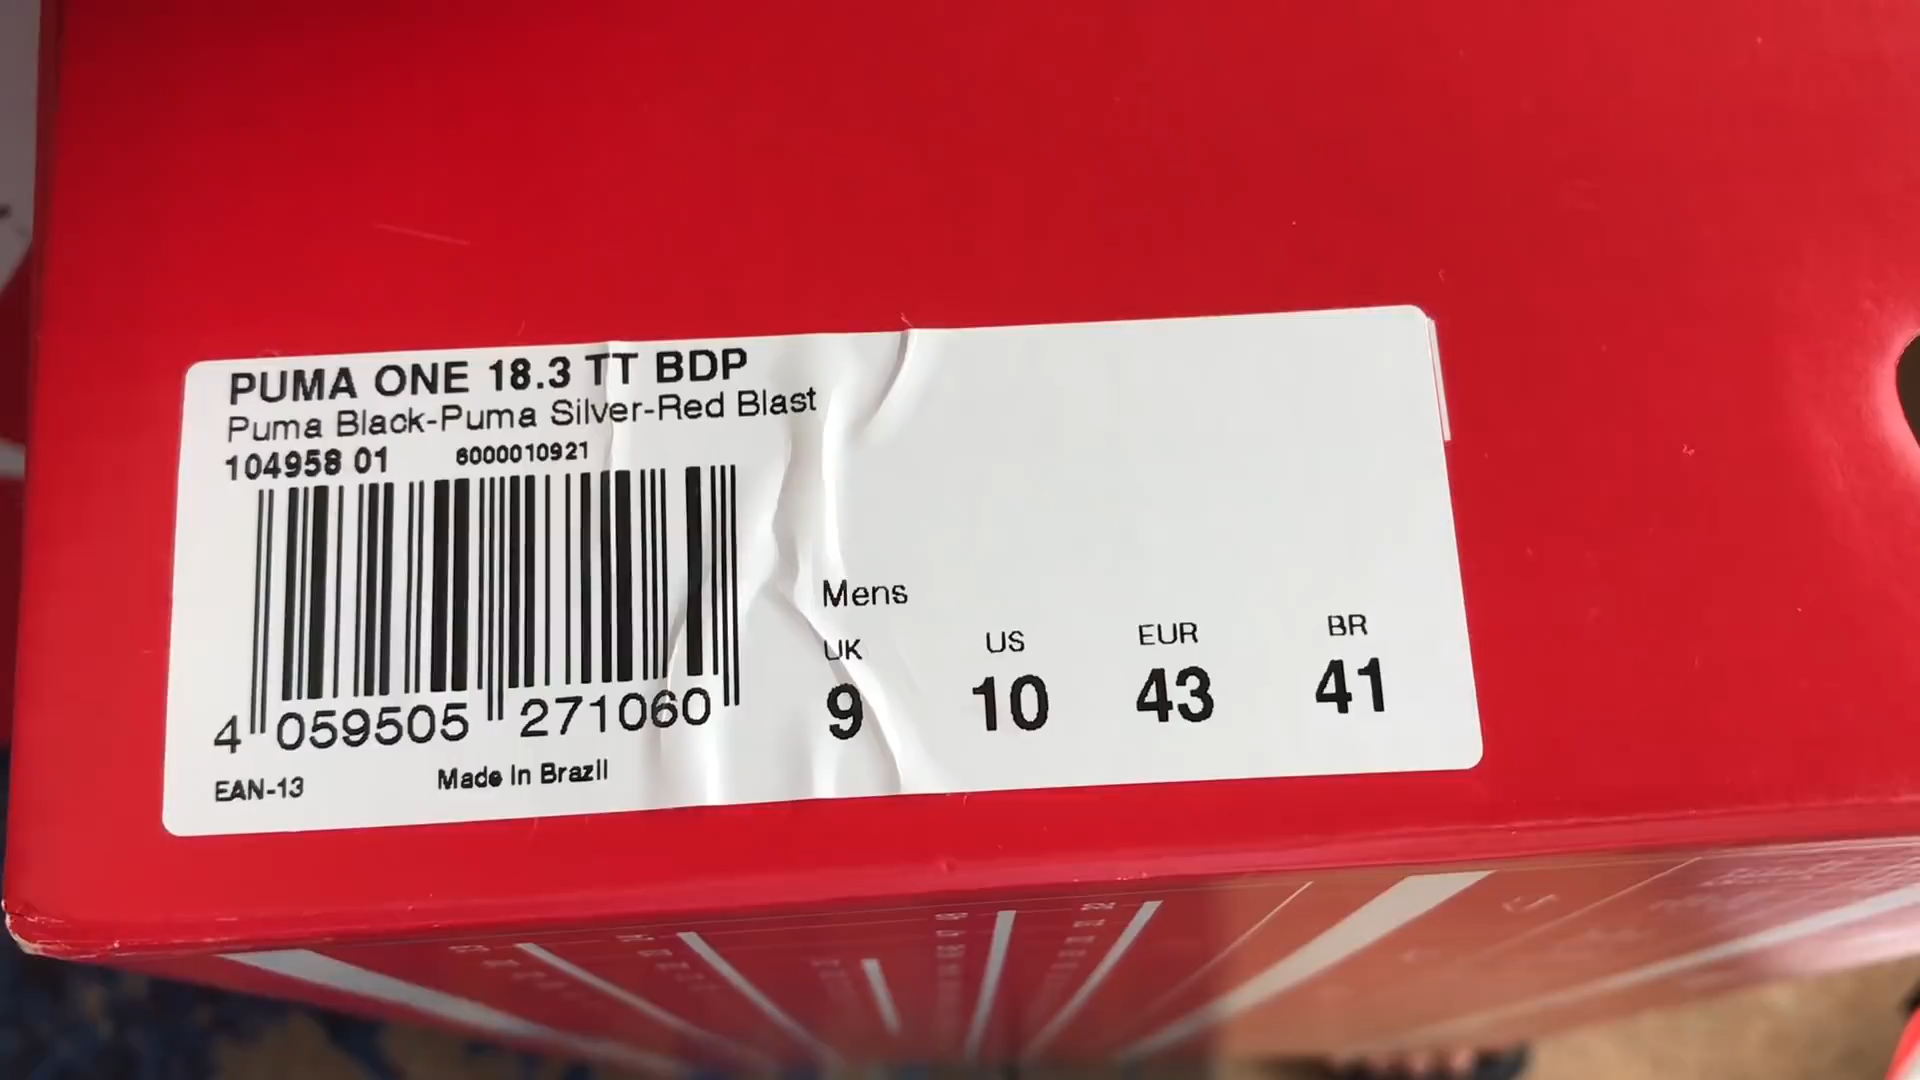 PUMA ONE 18.3 TT BDP
Puma Black-Puma Silver-Red Blast
104958 01 6000010921
4 059505 271060
EAN-13 Made In Brazil
Mens
UK US EUR BR
9 10 43 41